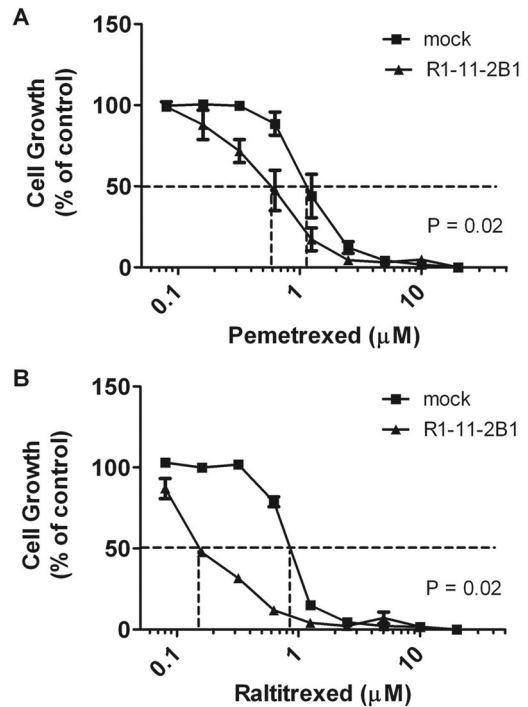 A
150
100
50
0
Cell Growth
(% of control)
mock
R1-11-2B1
P = 0.02
0.1
1
10
Pemetrexed (μM)
B
150
100
50
0
Cell Growth
(% of control)
mock
R1-11-2B1
P = 0.02
0.1
1
10
Raltitrexed (μM)